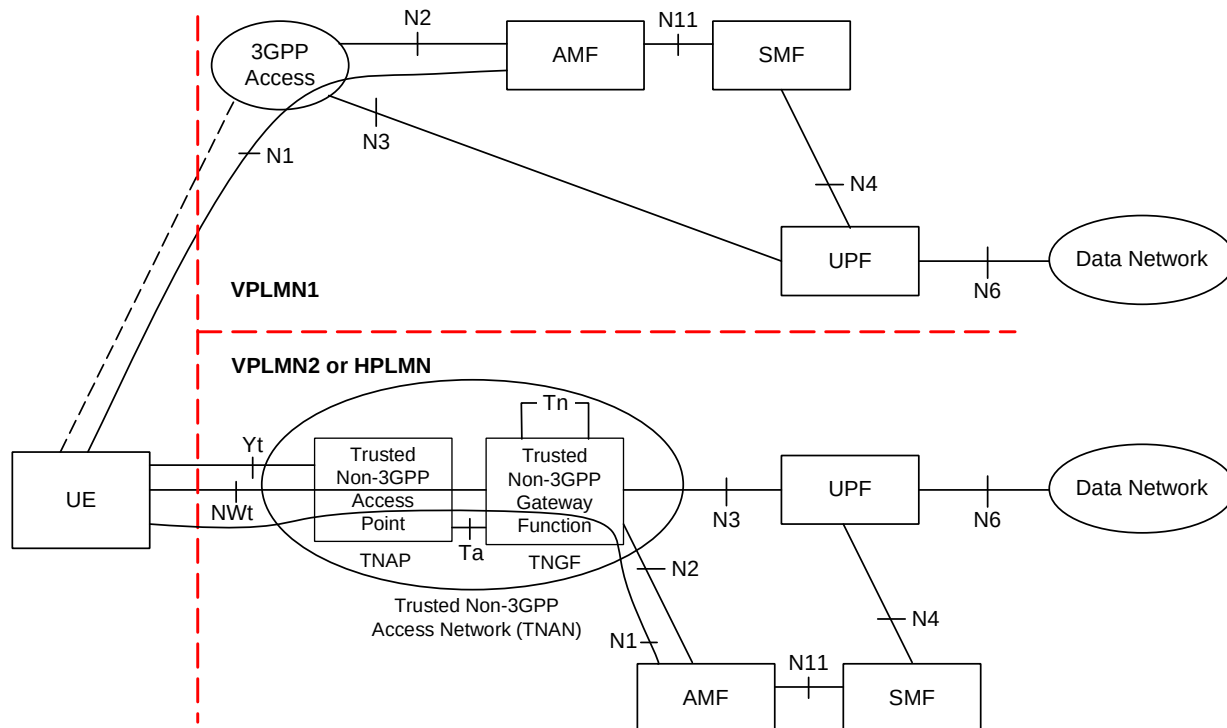 N2
N11
3GPP
Access
AMF
SMF
N3
N1
N4
UPF
Data Network
N6
VPLMN1
VPLMN2 or HPLMN
Tn
Yt
Trusted
Non-3GPP
Access
Point
Trusted
Non-3GPP
Gateway
Function
UE
NWt
UPF
Data Network
N3
N6
Ta
TNAP
TNGF
N2
Trusted Non-3GPP
Access Network (TNAN)
N4
N1
N11
AMF
SMF